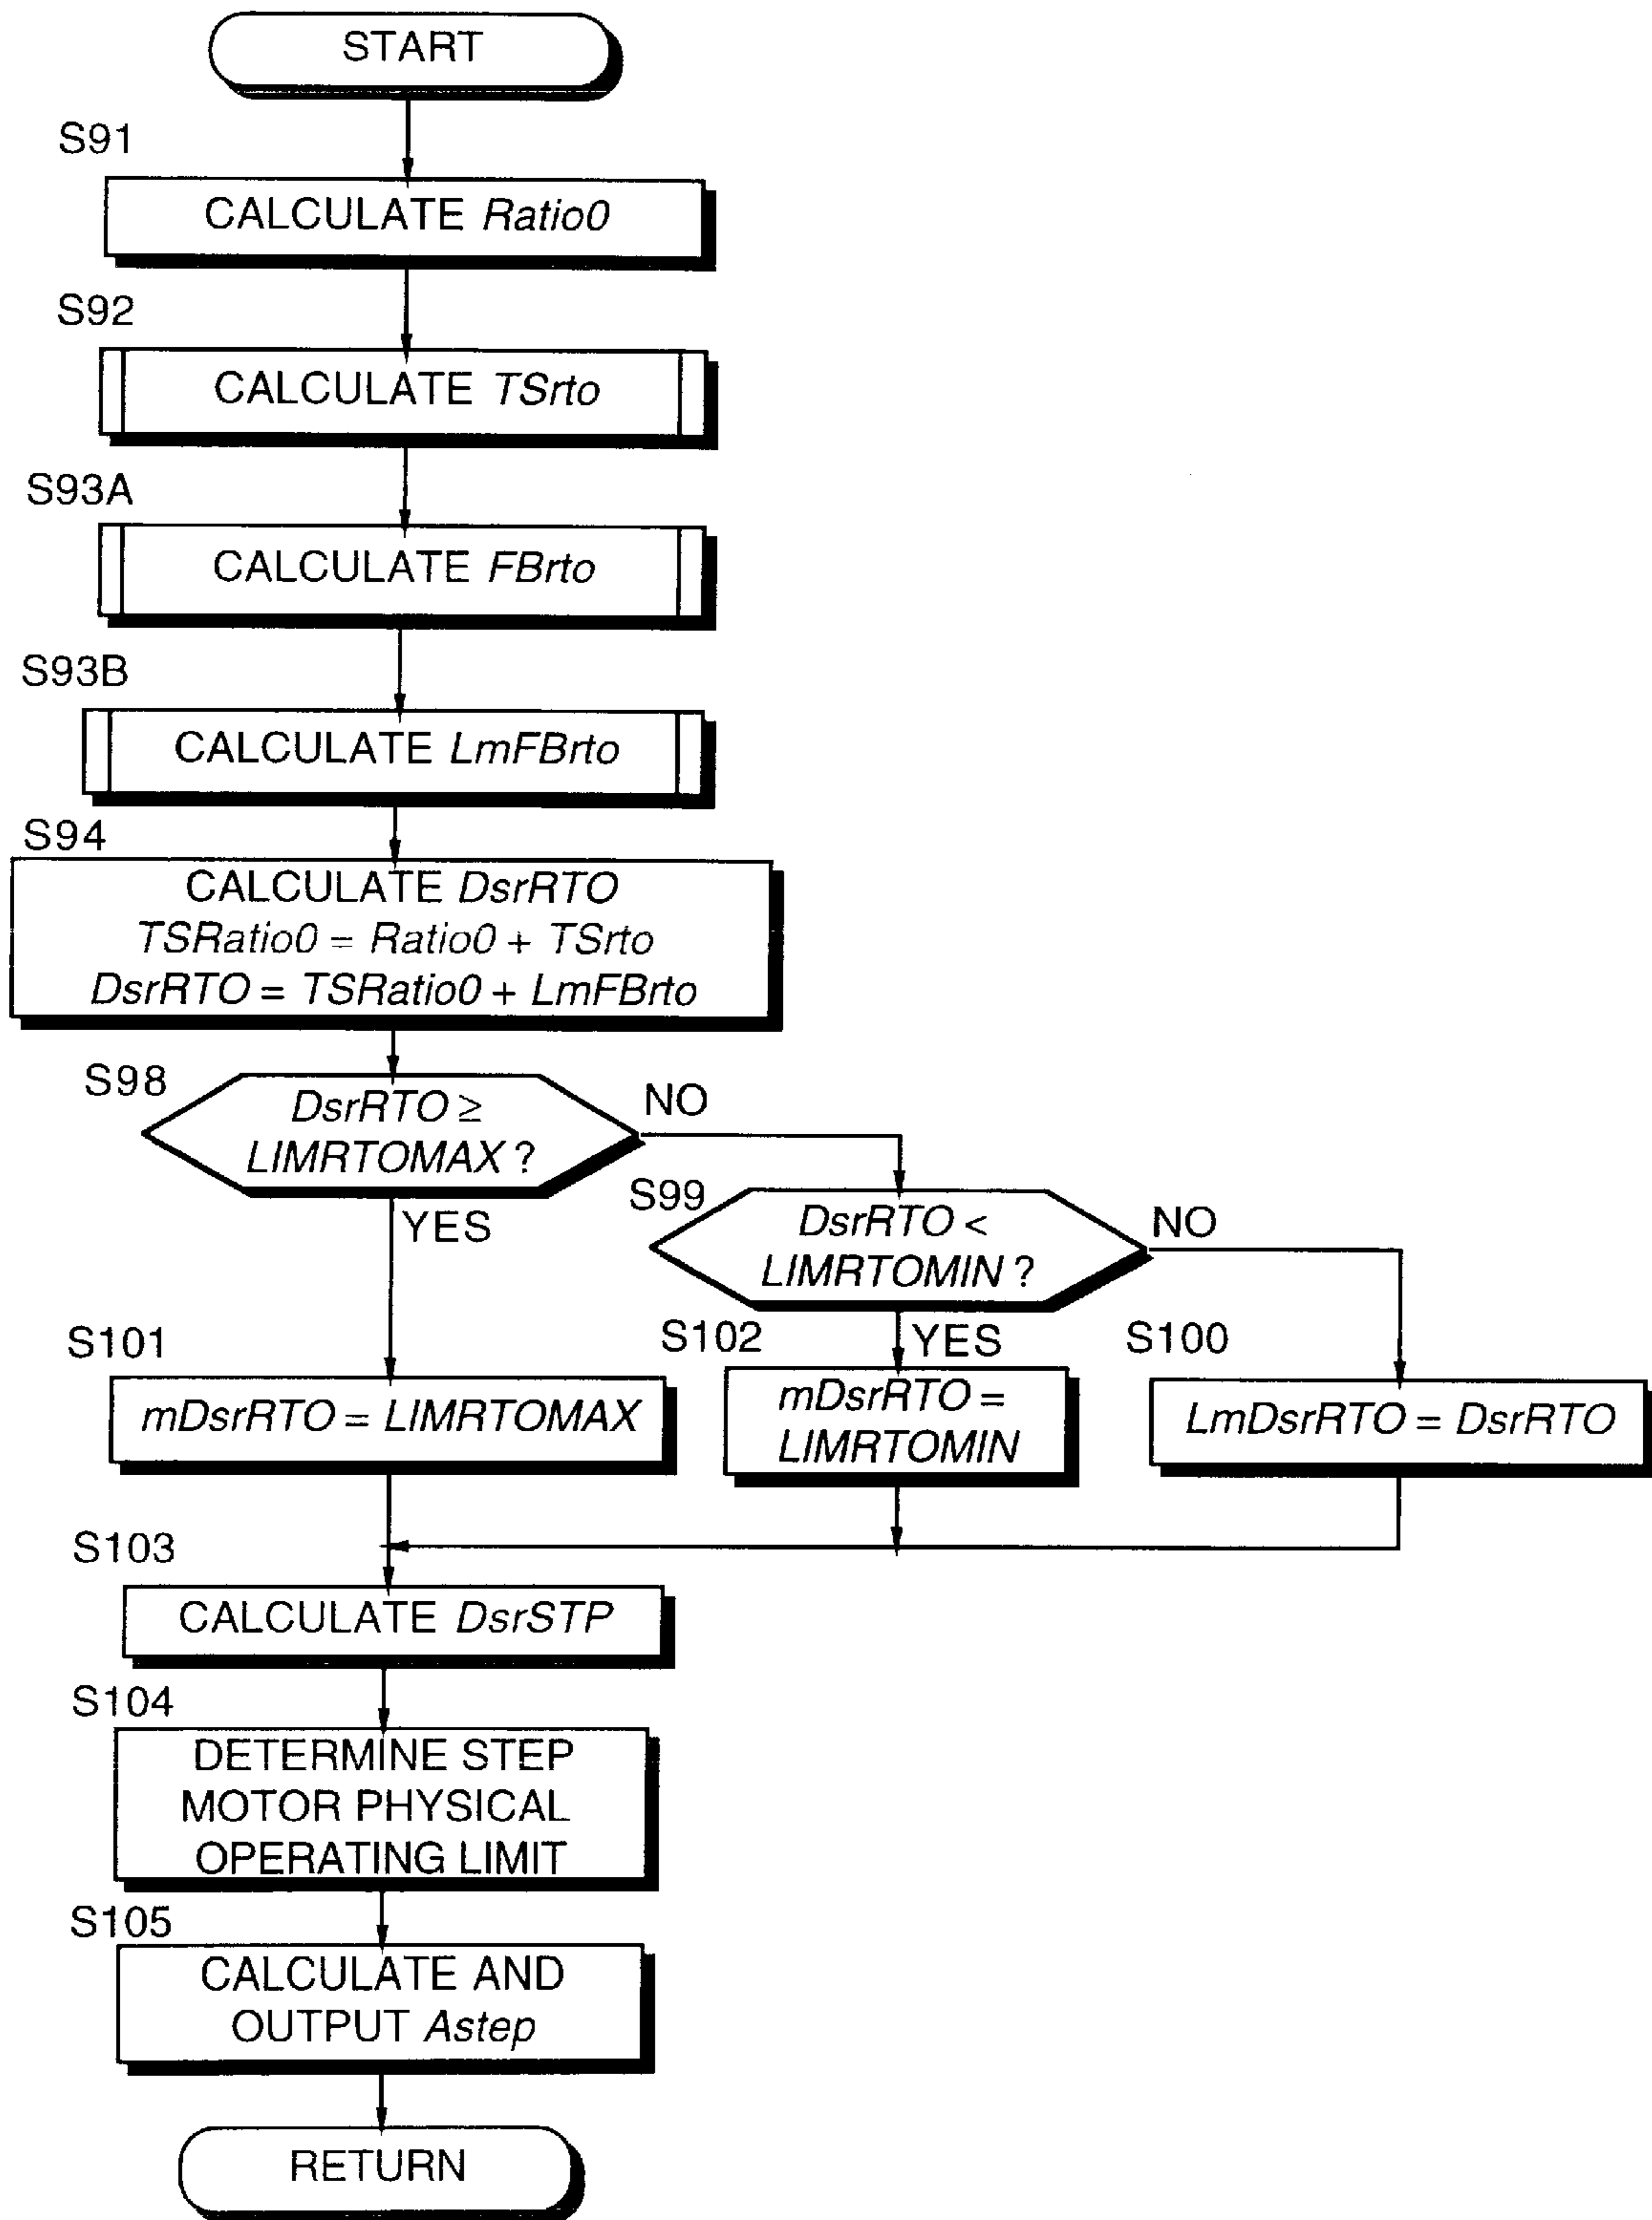 START
S91
CALCULATE Ratio0
S92
CALCULATE TSrto
S93A
CALCULATE FBrto
S93B
CALCULATE LmFBrto
S94
CALCULATE DsrRTO
TSRatio0 = Ratio0 + TSrto
DsrRTO = TSRatio0 + LmFBrto
S98
DsrRTO ≥
LIMRTOMAX ?
NO
YES
S99
DsrRTO <
LIMRTOMIN ?
NO
YES
S101
mDsrRTO = LIMRTOMAX
S102
mDsrRTO =
LIMRTOMIN
S100
LmDsrRTO = DsrRTO
S103
CALCULATE DsrSTP
S104
DETERMINE STEP
MOTOR PHYSICAL
OPERATING LIMIT
S105
CALCULATE AND
OUTPUT Astep
RETURN